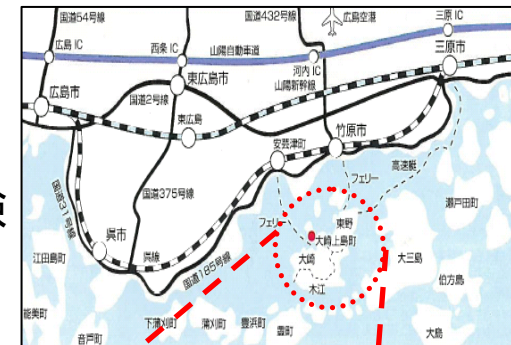 国道54号線
国道432号線
広島空港
三原IC
広島IC
西条IC
山陽自動車道
河内IC
三原市
山陽新幹線
東広島市
広島市
国道2号線
東広島
竹原市
安芸津町
高速艇
フェリー
国道375号線
瀬戸田町
国道31号線
フェリー
東野
呉市
大崎上島町
江田島町
呉線
国道185号線
大崎
大三島
伯方島
木江
能美町
下蒲刈町
蒲刈町
豊浜町
豊町
音戸町
大島